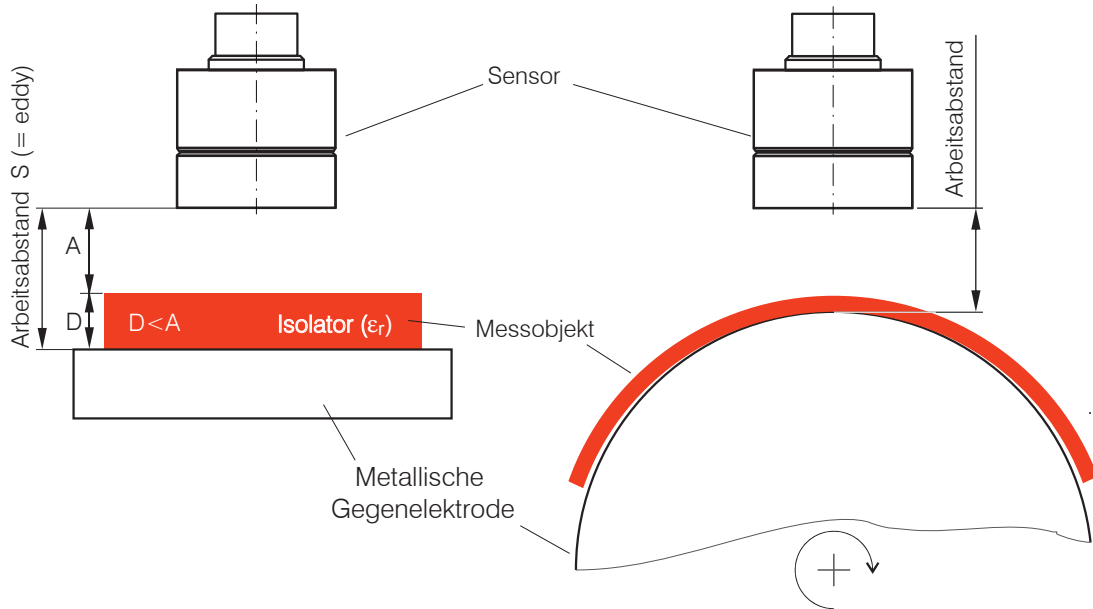 Arbeitsabstand S (= eddy)
Sensor
Arbeitsabstand
A
D
D<A
Isolator (εr)
Messobjekt
Metallische
Gegenelektrode